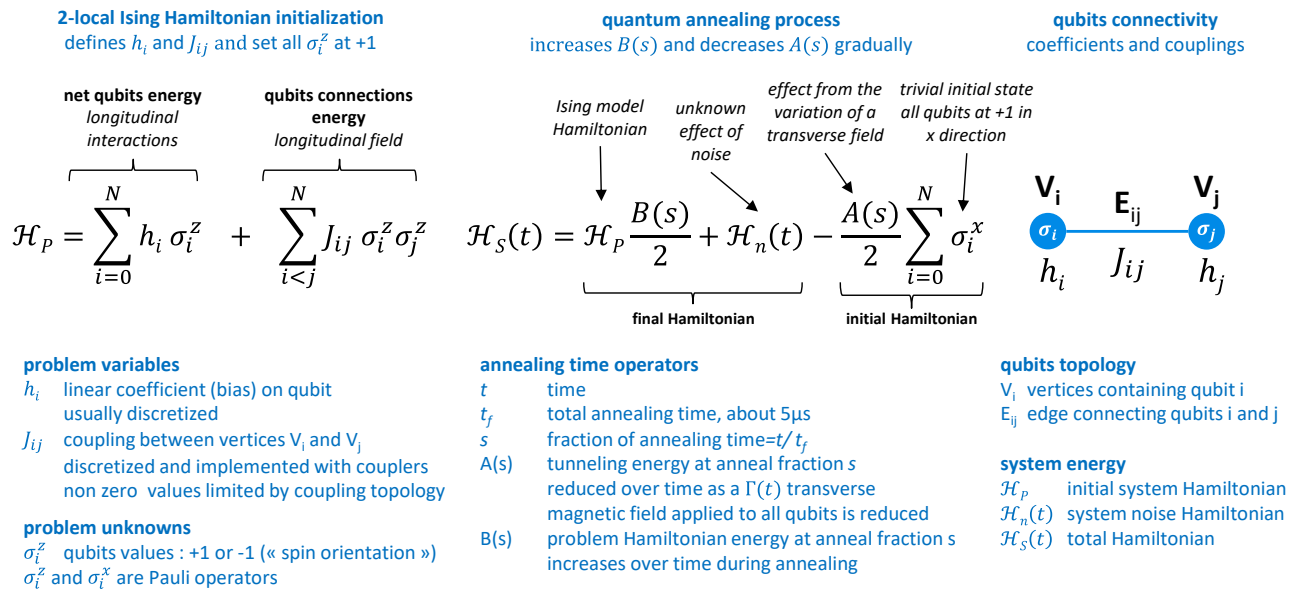 2-local Ising Hamiltonian initialization
defines h_i and J_ij and set all σ_i^z at +1
net qubits energy
longitudinal
interactions
qubits connections
energy
longitudinal field
ℋ_P = ∑_{i=0}^{N} h_i σ_i^z + ∑_{i<j}^{N} J_ij σ_i^z σ_j^z
problem variables
h_i linear coefficient (bias) on qubit
usually discretized
J_ij coupling between vertices V_i and V_j
discretized and implemented with couplers
non zero values limited by coupling topology
problem unknowns
σ_i^z qubits values : +1 or -1 (« spin orientation »)
σ_i^z and σ_i^x are Pauli operators
quantum annealing process
increases B(s) and decreases A(s) gradually
Ising model
Hamiltonian
unknown
effect of
noise
effect from the
variation of a
transverse field
trivial initial state
all qubits at +1 in
x direction
ℋ_S(t) = ℋ_P B(s)/2 + ℋ_n(t) − A(s)/2 ∑_{i=0}^{N} σ_i^x
final Hamiltonian
initial Hamiltonian
annealing time operators
t time
t_f total annealing time, about 5µs
s fraction of annealing time=t/t_f
A(s) tunneling energy at anneal fraction s
reduced over time as a Γ(t) transverse
magnetic field applied to all qubits is reduced
B(s) problem Hamiltonian energy at anneal fraction s
increases over time during annealing
qubits connectivity
coefficients and couplings
V_i V_j
E_ij
σ_i σ_j
h_i J_ij h_j
qubits topology
V_i vertices containing qubit i
E_ij edge connecting qubits i and j
system energy
ℋ_P initial system Hamiltonian
ℋ_n(t) system noise Hamiltonian
ℋ_S(t) total Hamiltonian